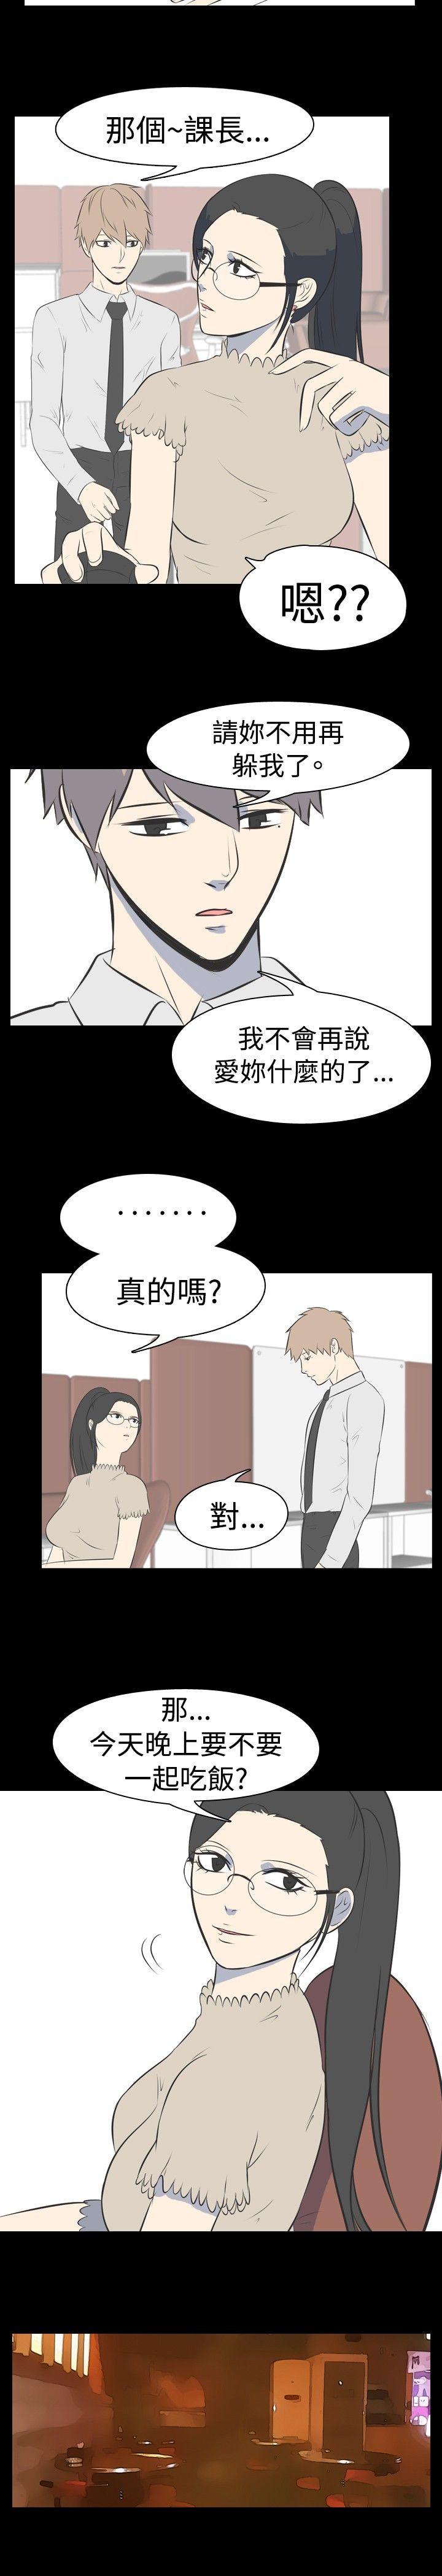 那個~課長...
嗯??
請妳不用再
躲我了。
我不會再說
愛妳什麼的了...
.......
真的嗎?
對...
那...
今天晚上要不要
一起吃飯?